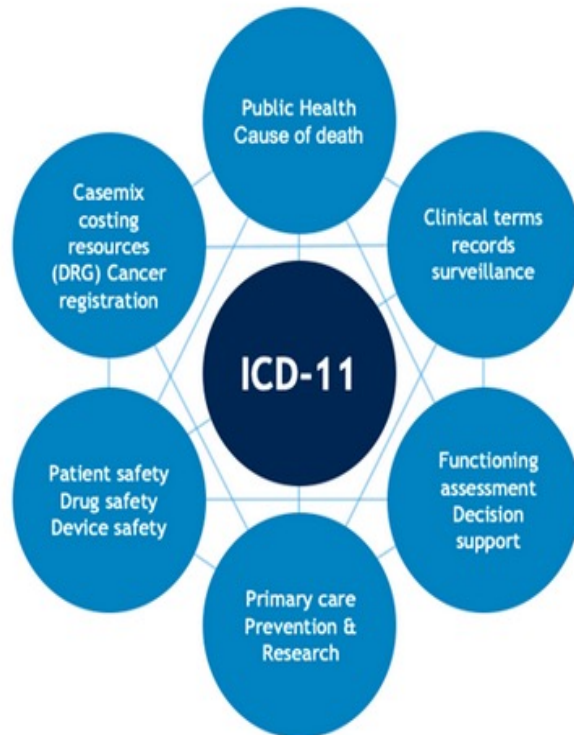 Public Health
Cause of death
Casemix
costing
resources
(DRG) Cancer
registration
Clinical terms
records
surveillance
ICD-11
Patient safety
Drug safety
Device safety
Functioning
assessment
Decision
support
Primary care
Prevention &
Research